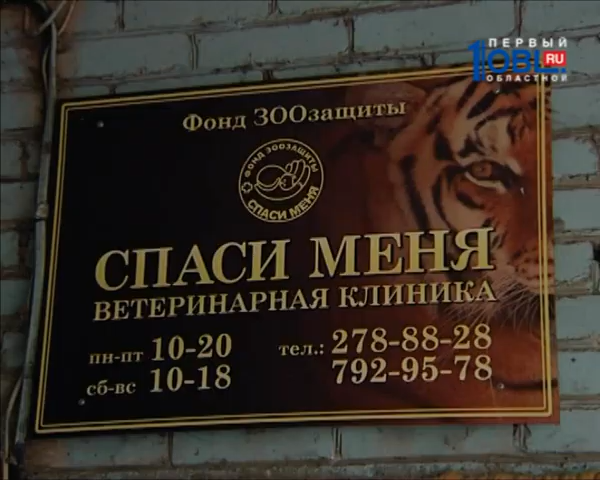 ПЕРВЫЙ
1OBL.RU
ОБЛАСТНОЙ
Фонд ЗООзащиты
ФОНД ЗООЗАЩИТЫ
СПАСИ МЕНЯ
СПАСИ МЕНЯ
ВЕТЕРИНАРНАЯ КЛИНИКА
пн-пт 10-20 тел.: 278-88-28
сб-вс 10-18 792-95-78